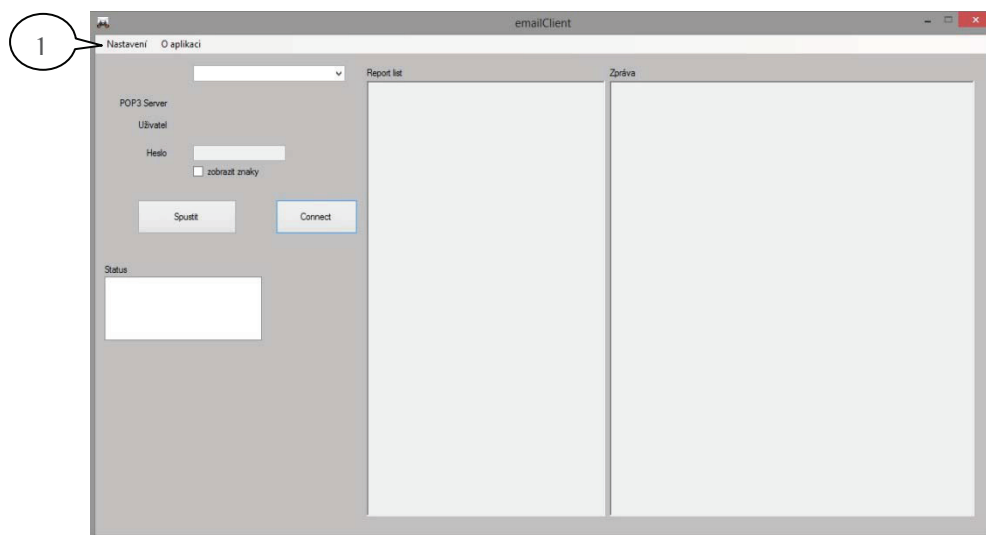 emailClient
1
Nastavení O aplikaci
Report list
Zpráva
POP3 Server
Uživatel
Heslo
zobrazit znaky
Spustit
Connect
Status